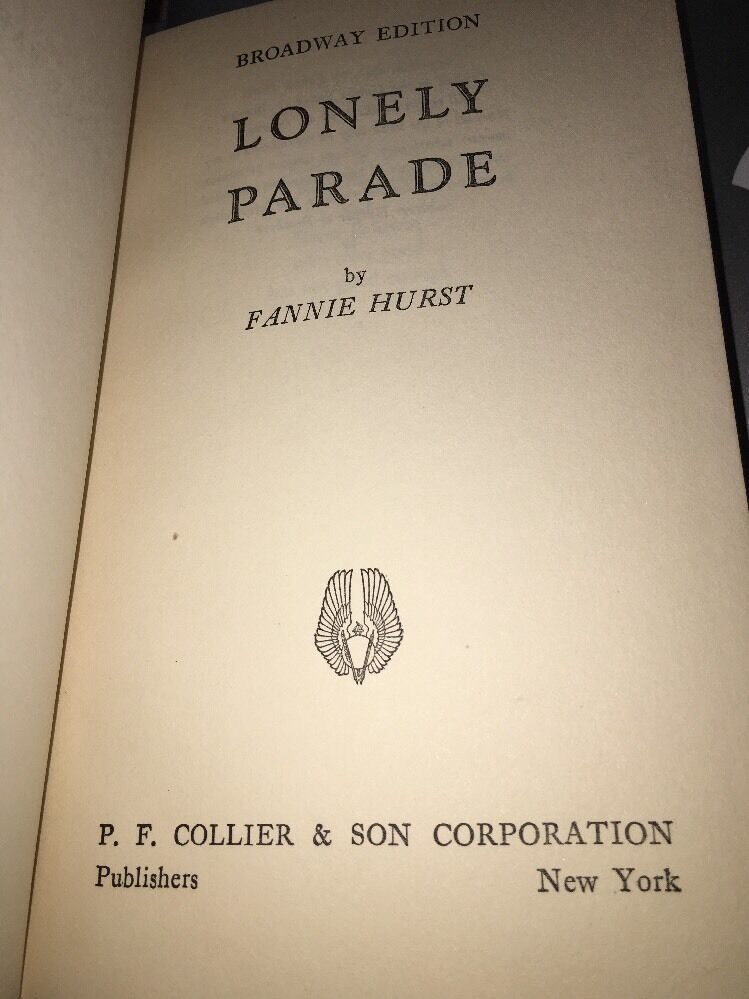 BROADWAY EDITION
LONELY
PARADE
by
FANNIE HURST
P. F. COLLIER & SON CORPORATION
Publishers New York